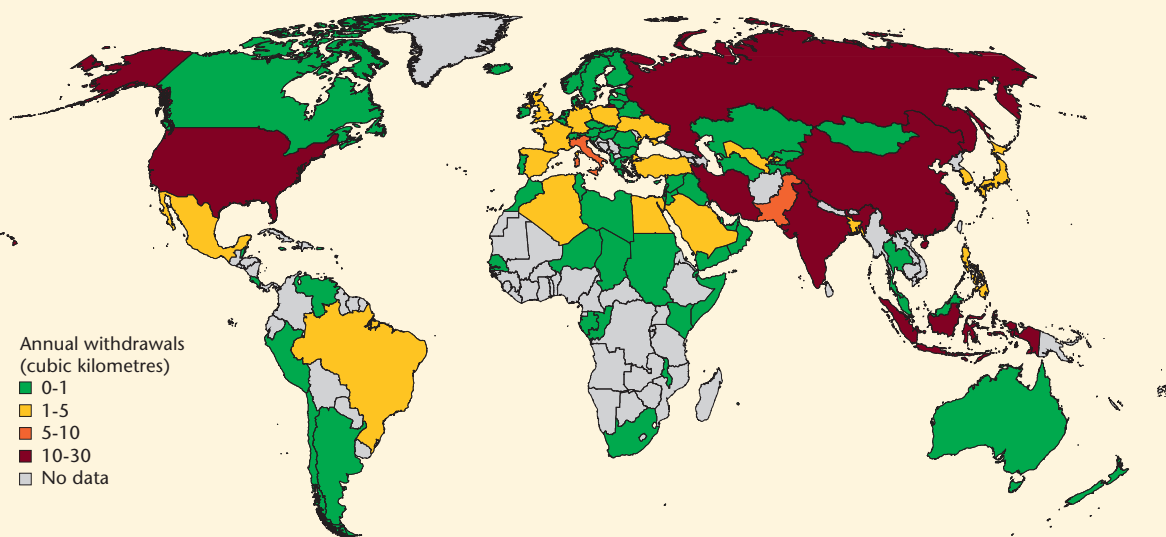 Annual withdrawals
(cubic kilometres)
0-1
1-5
5-10
10-30
No data